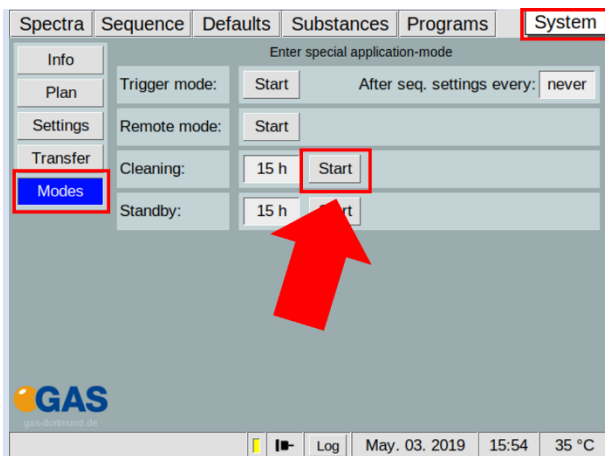 Spectra Sequence Defaults Substances Programs System
Info
Plan
Settings
Transfer
Modes
Enter special application-mode
Trigger mode: Start After seq. settings every: never
Remote mode: Start
Cleaning: 15 h Start
Standby: 15 h
GAS
gas-dortmund.de
Log May. 03. 2019 15:54 35 °C